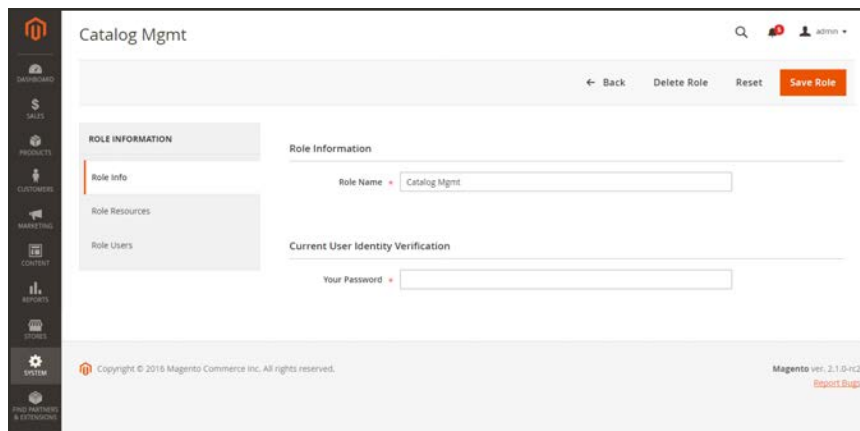 Catalog Mgmt
5
admin
DASHBOARD
SALES
PRODUCTS
CUSTOMERS
MARKETING
CONTENT
REPORTS
STORES
SYSTEM
FIND PARTNERS
& EXTENSIONS
← Back Delete Role Reset Save Role
ROLE INFORMATION
Role Info
Role Resources
Role Users
Role Information
Role Name * Catalog Mgmt
Current User Identity Verification
Your Password *
Copyright © 2016 Magento Commerce Inc. All rights reserved.
Magento ver. 2.1.0-rc2
Report Bugs